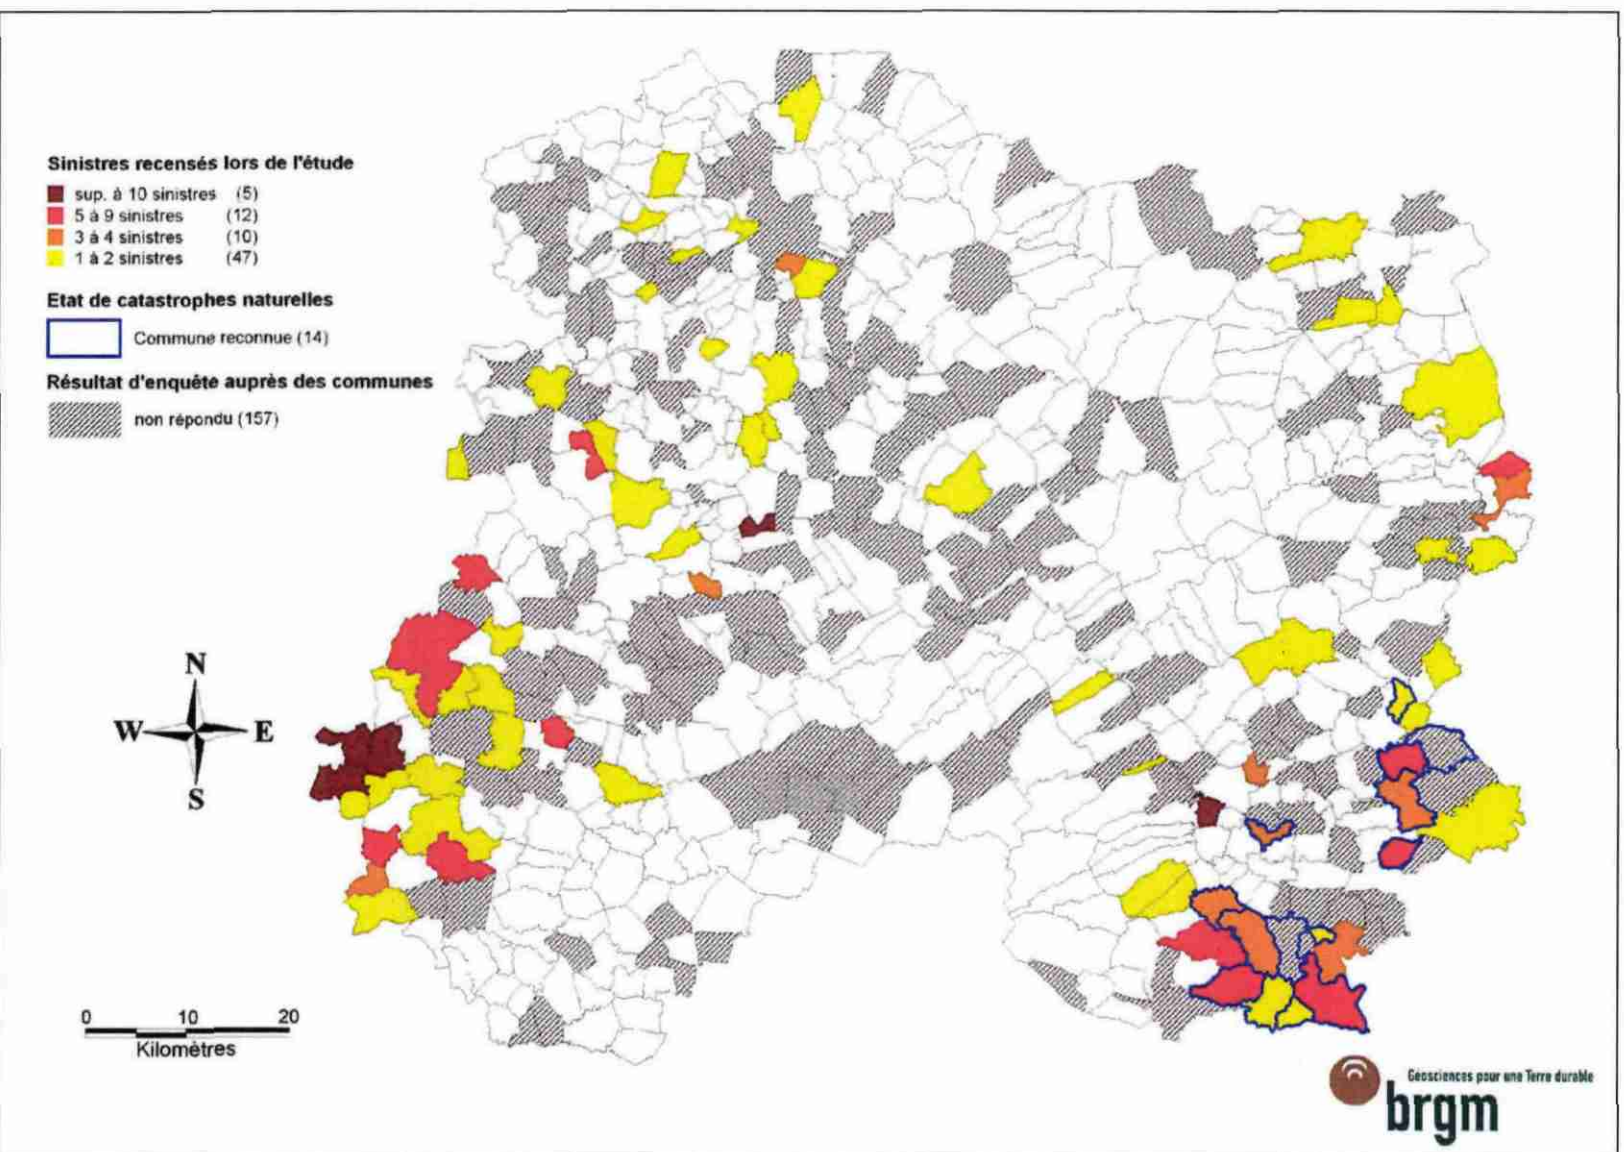 Sinistres recensés lors de l'étude
sup. à 10 sinistres (5)
5 à 9 sinistres (12)
3 à 4 sinistres (10)
1 à 2 sinistres (47)
Etat de catastrophes naturelles
Commune reconnue (14)
Résultat d'enquête auprès des communes
non répondu (157)
N
W E
S
0 10 20
Kilomètres
Géosciences pour une Terre durable
brgm